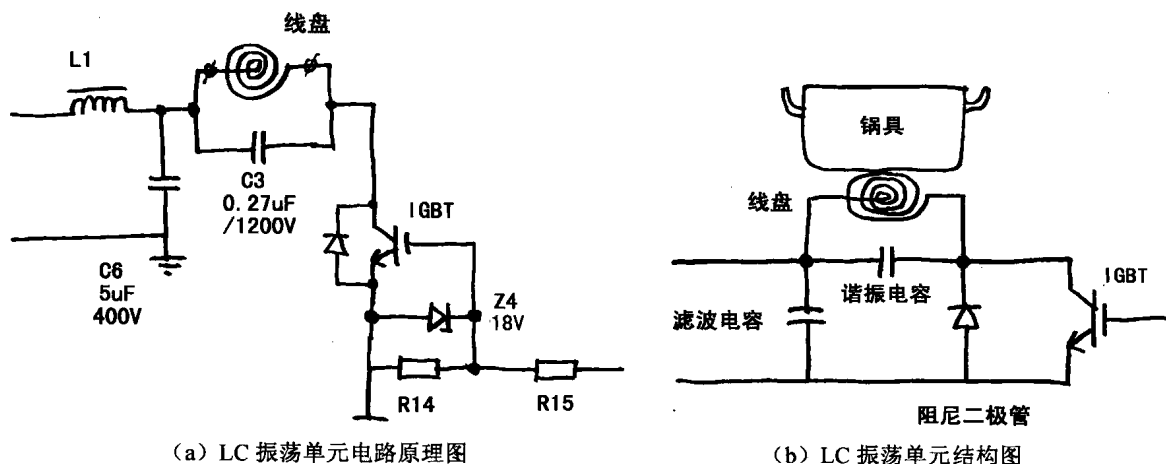 线盘
L1
C3
0.27uF
/1200V
IGBT
C6
5uF
400V
Z4
18V
R14
R15
(a) LC 振荡单元电路原理图
锅具
线盘
谐振电容
IGBT
滤波电容
阻尼二极管
(b) LC 振荡单元结构图